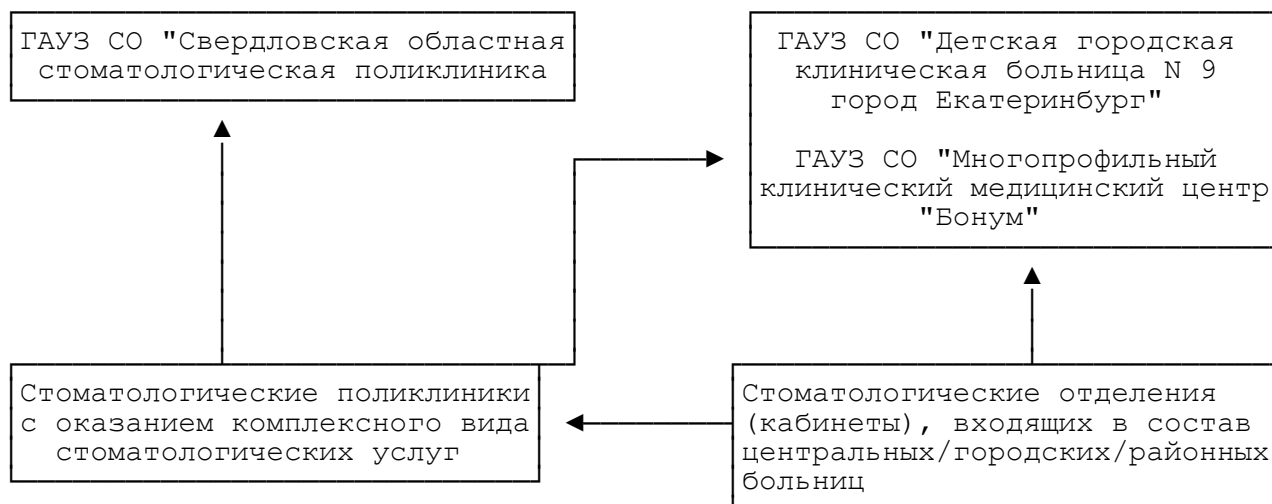 ГАУЗ СО "Свердловская областная
стоматологическая поликлиника
ГАУЗ СО "Детская городская
клиническая больница N 9
город Екатеринбург"
ГАУЗ СО "Многопрофильный
клинический медицинский центр
"Бонум"
Стоматологические поликлиники
с оказанием комплексного вида
стоматологических услуг
Стоматологические отделения
(кабинеты), входящих в состав
центральных/городских/районных
больниц